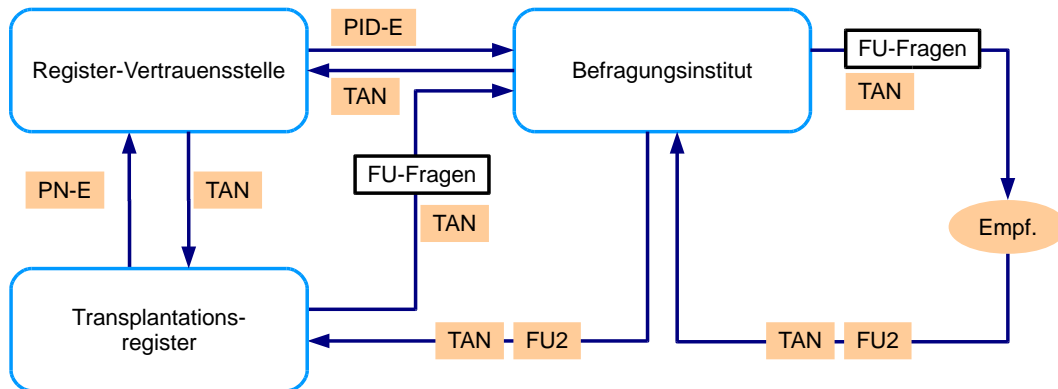 PID-E
FU-Fragen
Register-Vertrauensstelle
Befragungsinstitut
TAN
TAN
FU-Fragen
PN-E
TAN
TAN
Empf.
Transplantations-
register
TAN
FU2
TAN
FU2